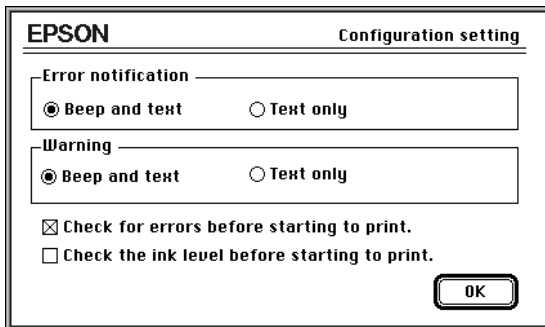 EPSON Configuration setting
Error notification
Beep and text Text only
Warning
Beep and text Text only
Check for errors before starting to print.
Check the ink level before starting to print.
OK